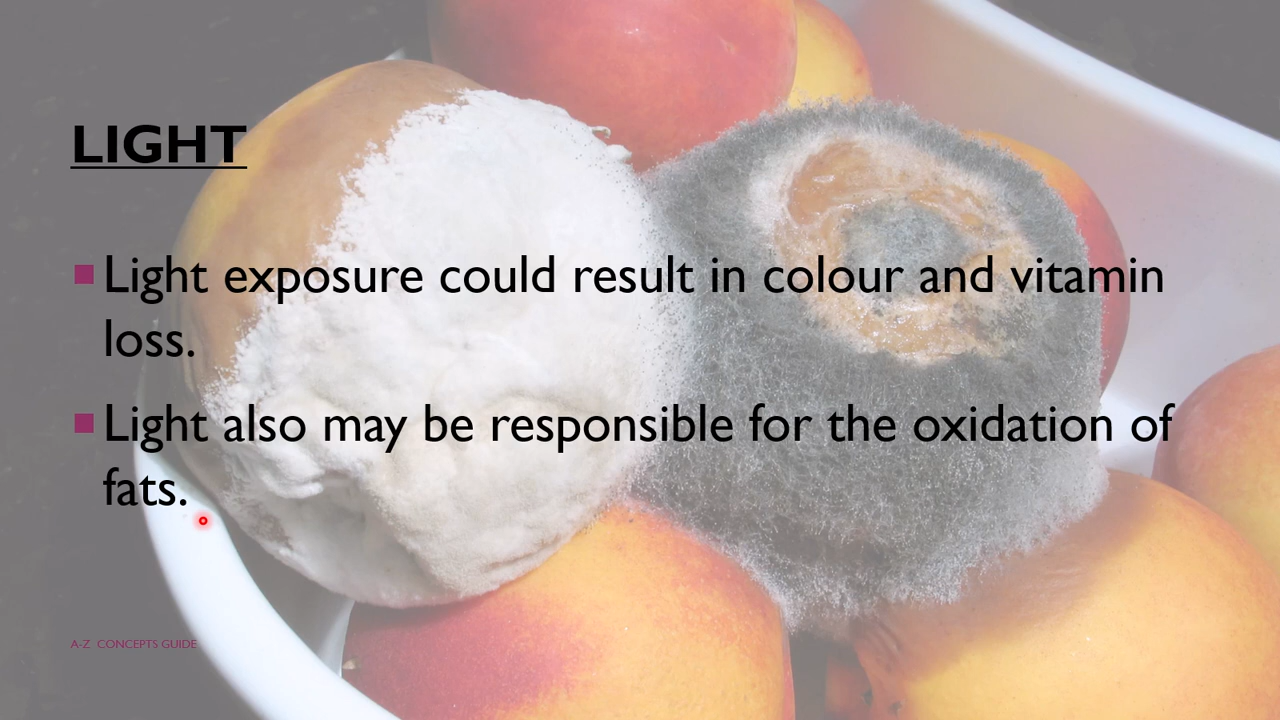 LIGHT
Light exposure could result in colour and vitamin
loss.
Light also may be responsible for the oxidation of
fats.
A-Z CONCEPTS GUIDE